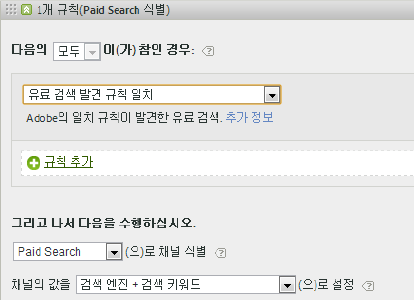 1개 규칙(Paid Search 식별)
다음의 모두 이(가) 참인 경우:
유료 검색 발견 규칙 일치
Adobe의 일치 규칙이 발견한 유료 검색. 추가 정보
규칙 추가
그리고 나서 다음을 수행하십시오.
Paid Search (으)로 채널 식별
채널의 값을 검색 엔진 + 검색 키워드 (으)로 설정